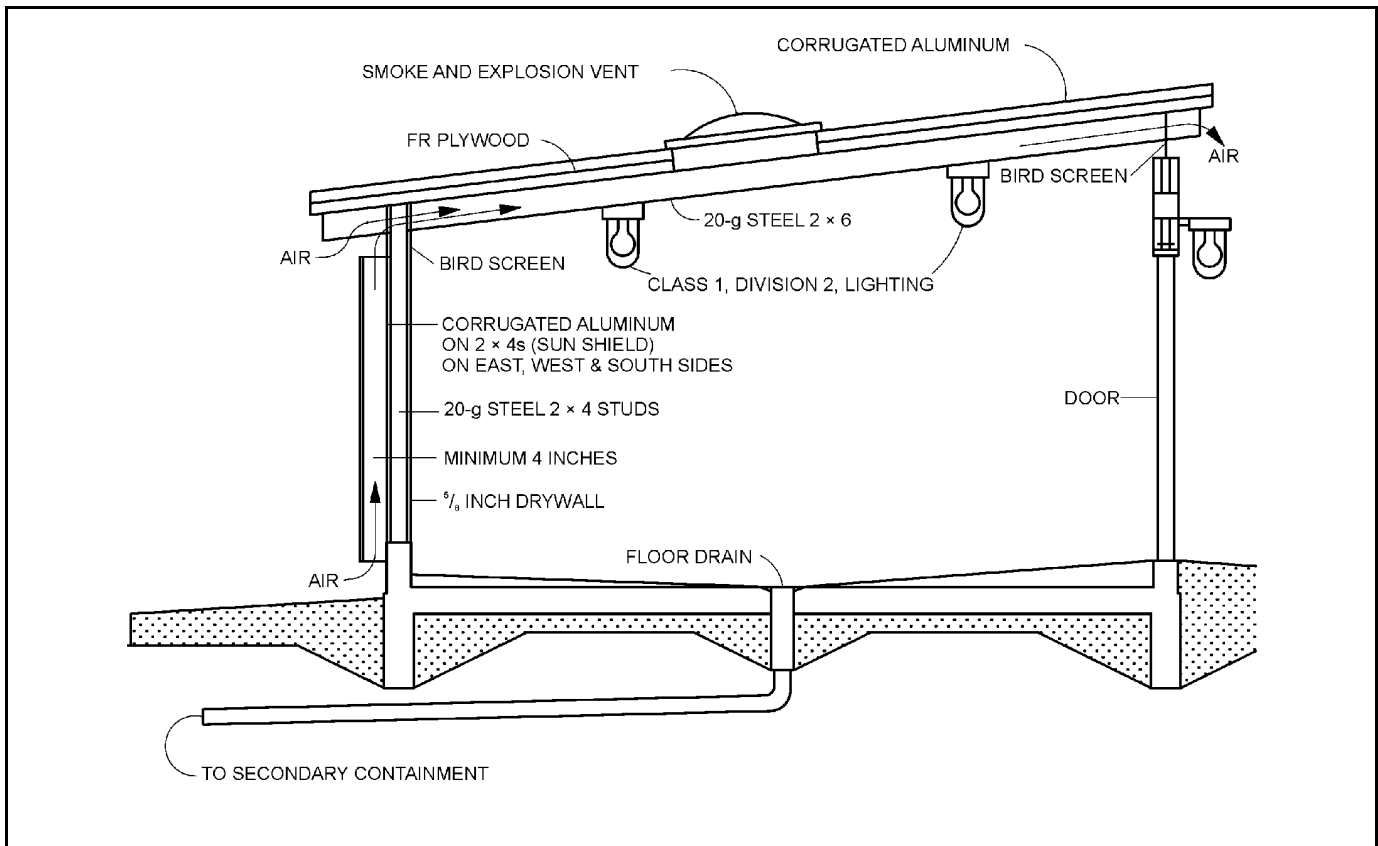 CORRUGATED ALUMINUM
SMOKE AND EXPLOSION VENT
FR PLYWOOD
AIR
BIRD SCREEN
20-g STEEL 2 × 6
AIR
BIRD SCREEN
CLASS 1, DIVISION 2, LIGHTING
CORRUGATED ALUMINUM
ON 2 × 4s (SUN SHIELD)
ON EAST, WEST & SOUTH SIDES
DOOR
20-g STEEL 2 × 4 STUDS
MINIMUM 4 INCHES
5/8 INCH DRYWALL
FLOOR DRAIN
AIR
TO SECONDARY CONTAINMENT